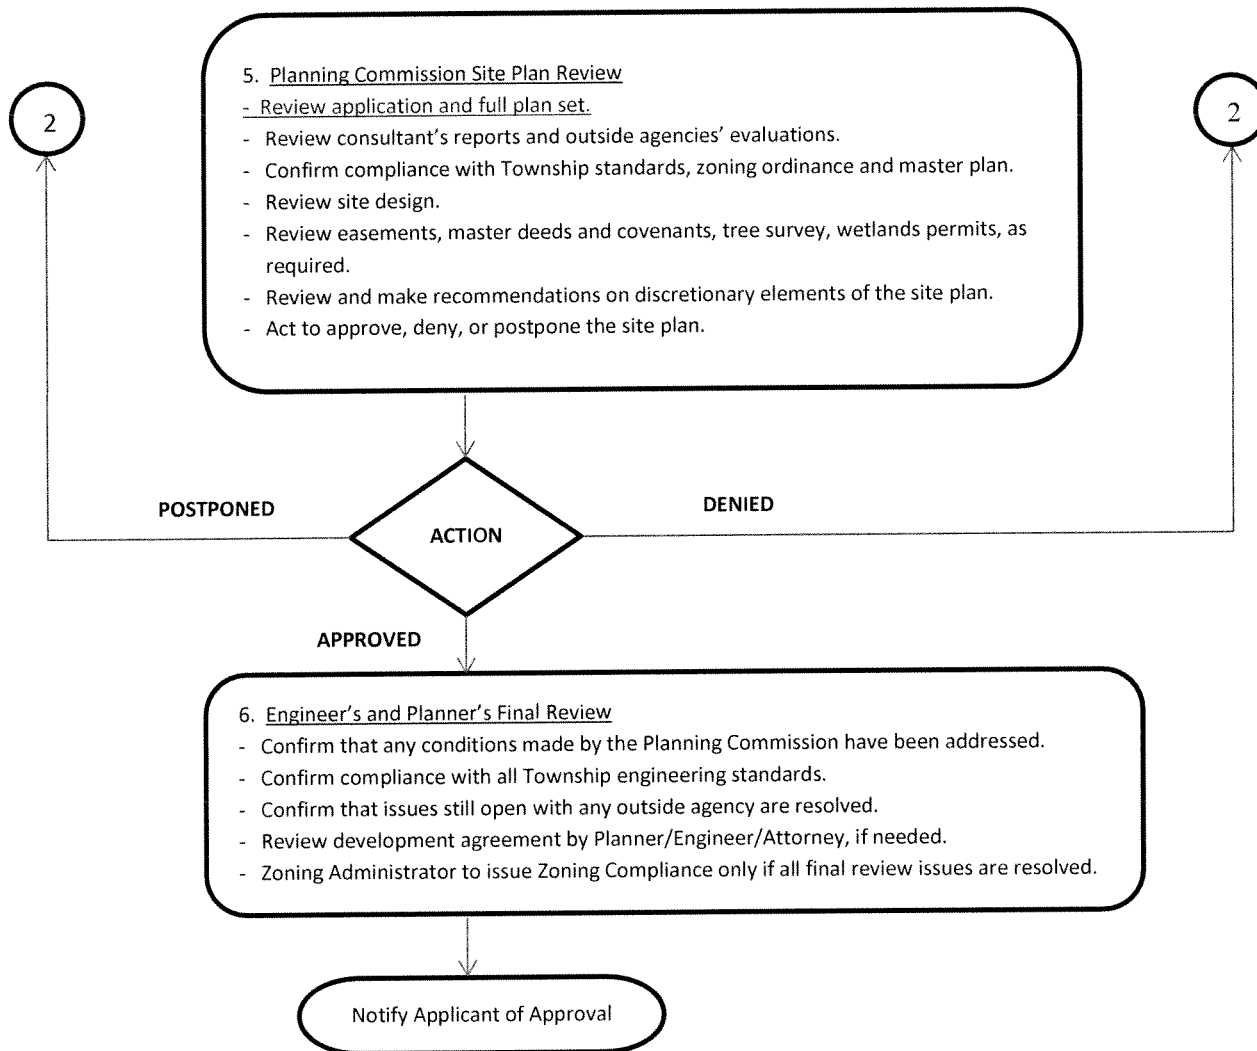 5. Planning Commission Site Plan Review
- Review application and full plan set.
2
2
- Review consultant's reports and outside agencies' evaluations.
- Confirm compliance with Township standards, zoning ordinance and master plan.
- Review site design.
- Review easements, master deeds and covenants, tree survey, wetlands permits, as
required.
- Review and make recommendations on discretionary elements of the site plan.
- Act to approve, deny, or postpone the site plan.
POSTPONED
DENIED
ACTION
APPROVED
6. Engineer's and Planner's Final Review
- Confirm that any conditions made by the Planning Commission have been addressed.
- Confirm compliance with all Township engineering standards.
- Confirm that issues still open with any outside agency are resolved.
- Review development agreement by Planner/Engineer/Attorney, if needed.
- Zoning Administrator to issue Zoning Compliance only if all final review issues are resolved.
Notify Applicant of Approval